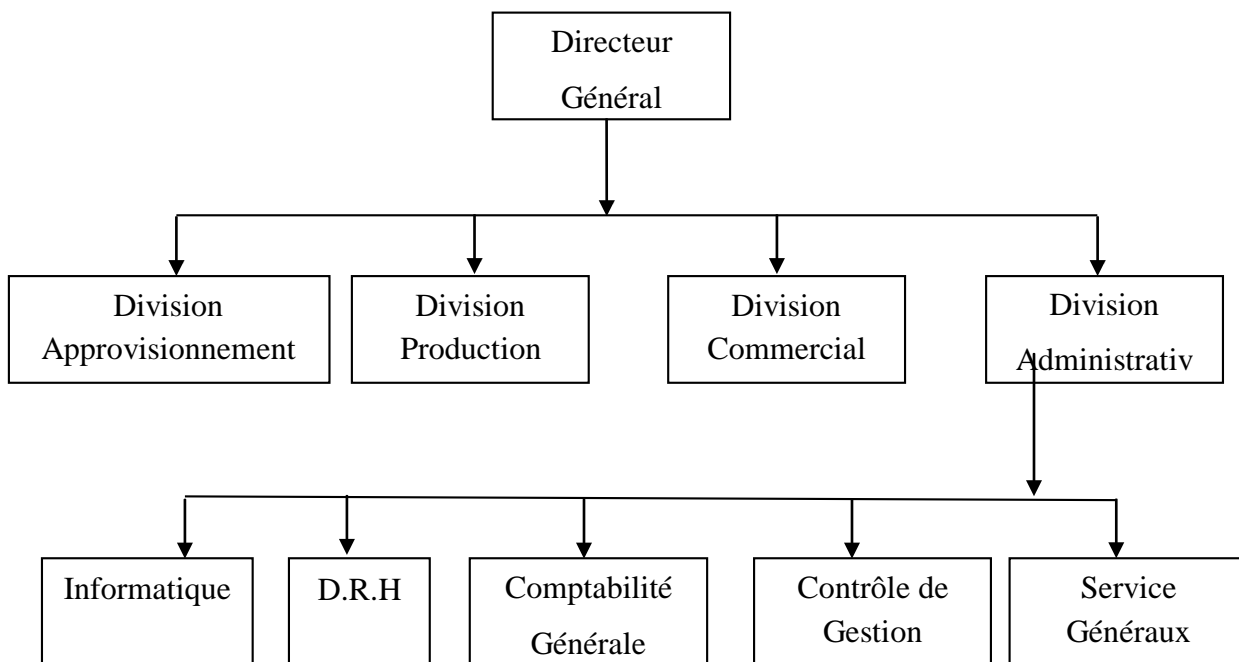 Directeur
Général
Division
Approvisionnement
Division
Production
Division
Commercial
Division
Administrativ
Informatique
D.R.H
Comptabilité
Générale
Contrôle de
Gestion
Service
Généraux